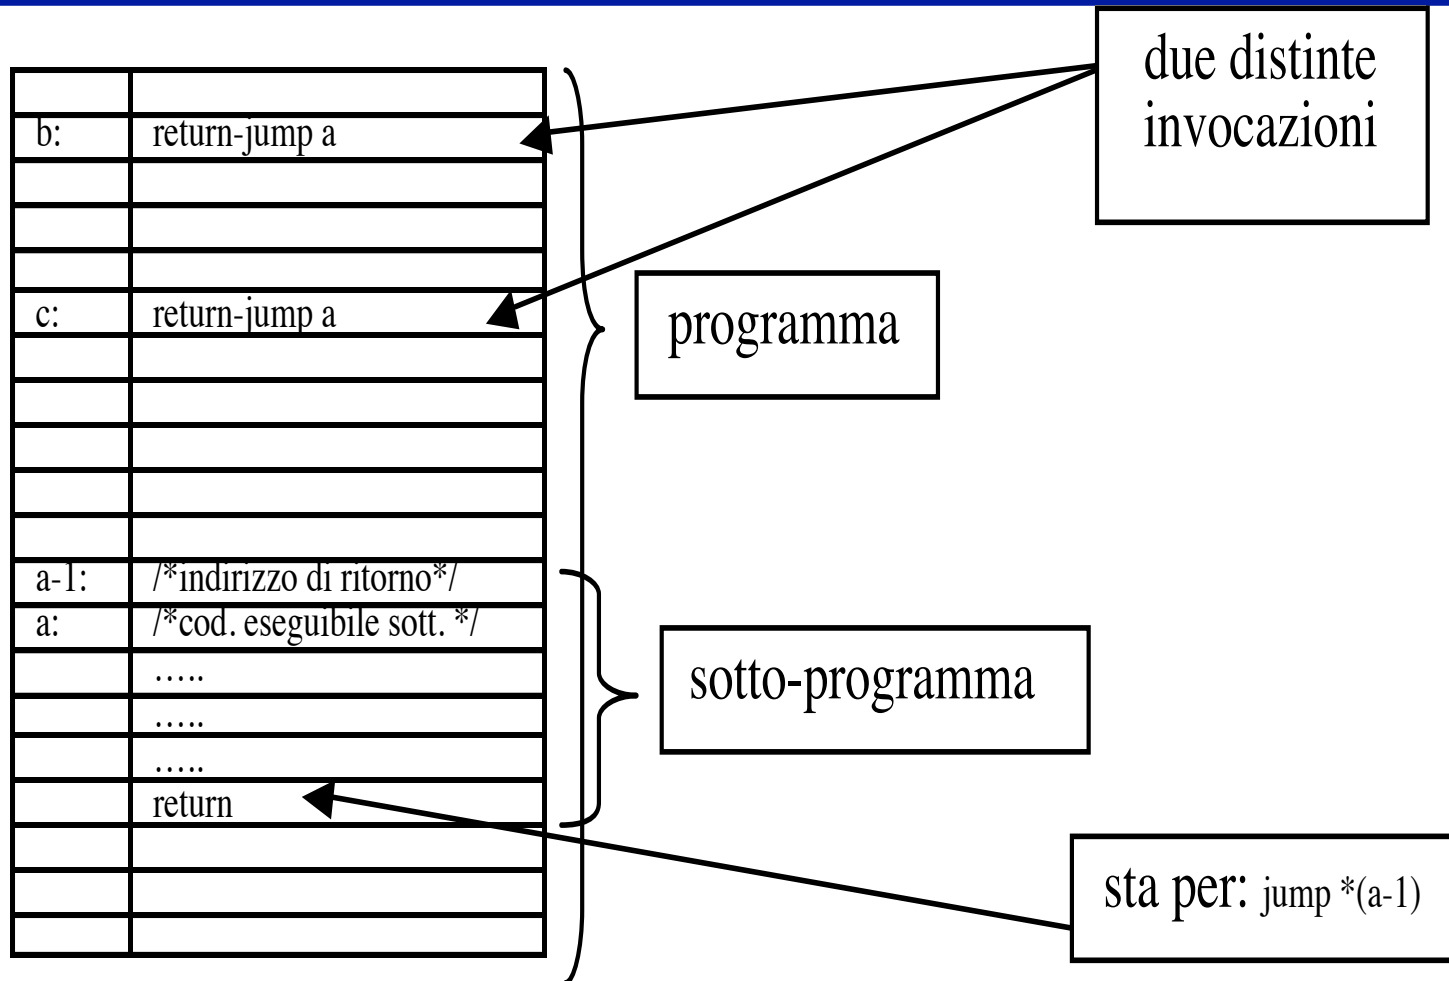 due distinte
invocazioni
b: return-jump a
c: return-jump a
programma
a-1: /*indirizzo di ritorno*/
a: /*cod. eseguibile sott. */
…..
…..
…..
return
sotto-programma
sta per: jump *(a-1)